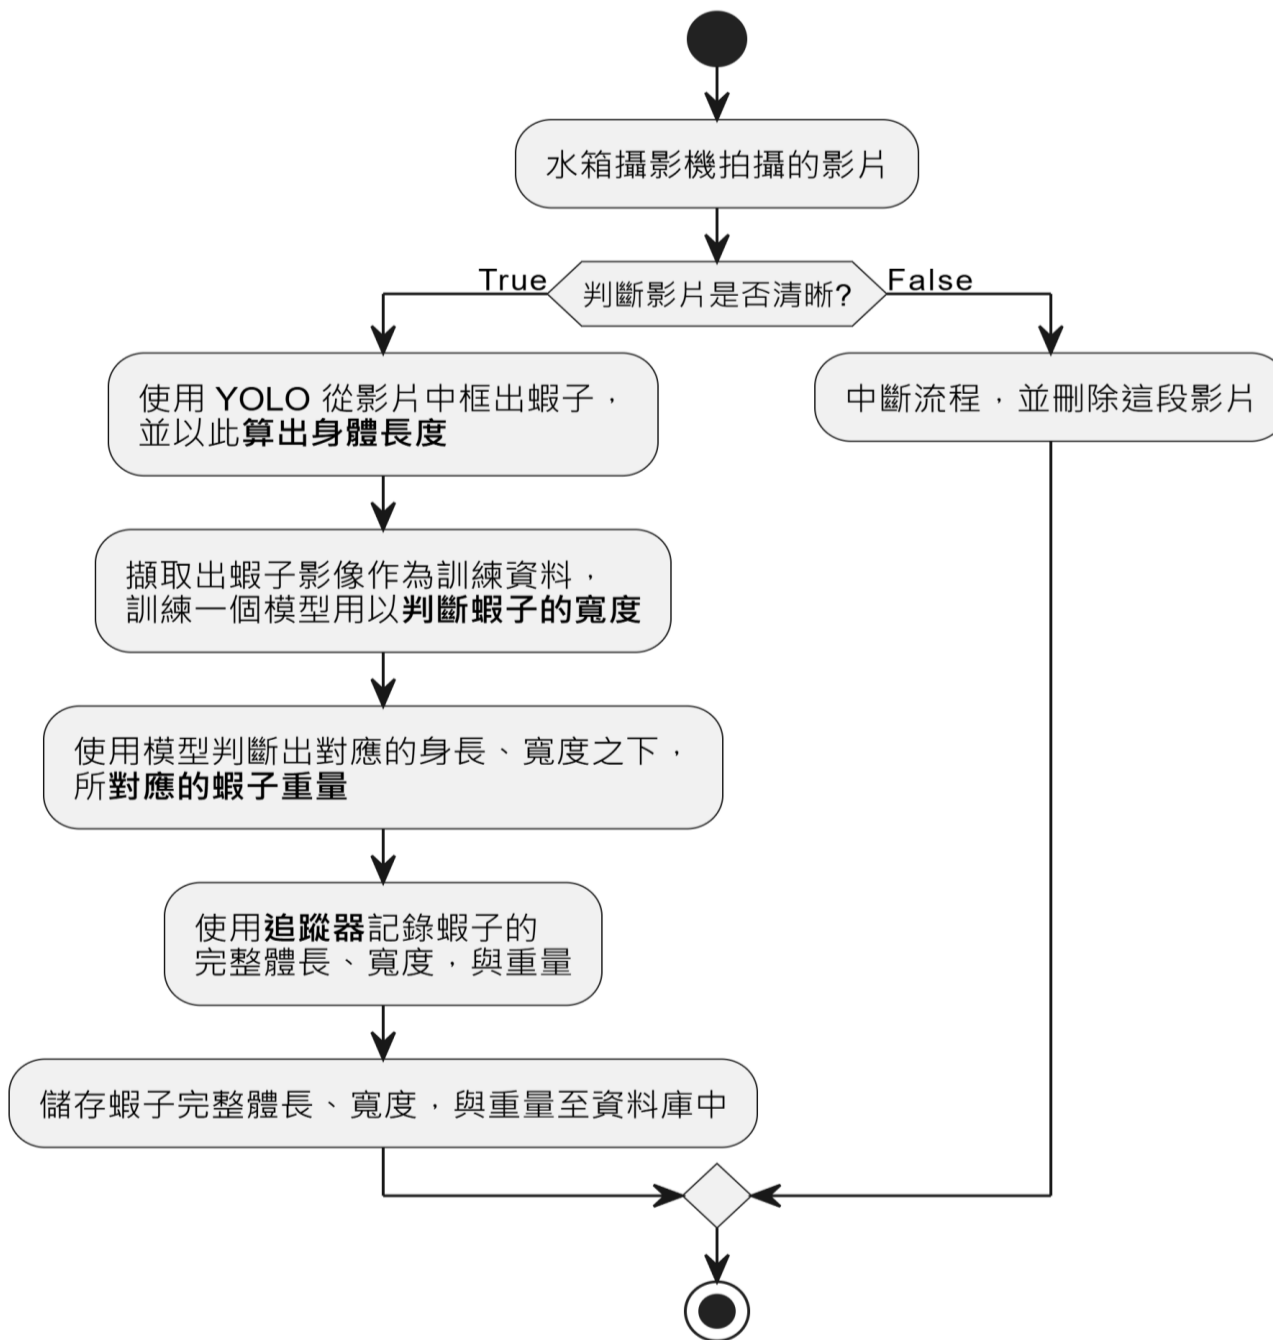 水箱攝影機拍攝的影片
True
判斷影片是否清晰?
False
使用 YOLO 從影片中框出蝦子，
並以此算出身體長度
中斷流程，並刪除這段影片
擷取出蝦子影像作為訓練資料，
訓練一個模型用以判斷蝦子的寬度
使用模型判斷出對應的身長、寬度之下，
所對應的蝦子重量
使用追蹤器記錄蝦子的
完整體長、寬度，與重量
儲存蝦子完整體長、寬度，與重量至資料庫中